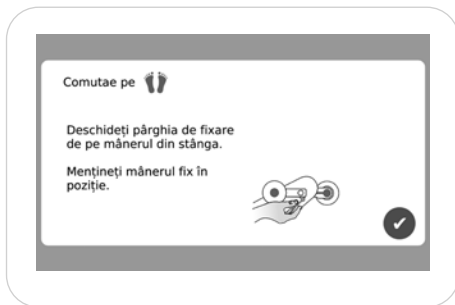 Comutae pe
Deschideți pârghia de fixare
de pe mânerul din stânga.
Mențineți mânerul fix în
poziție.